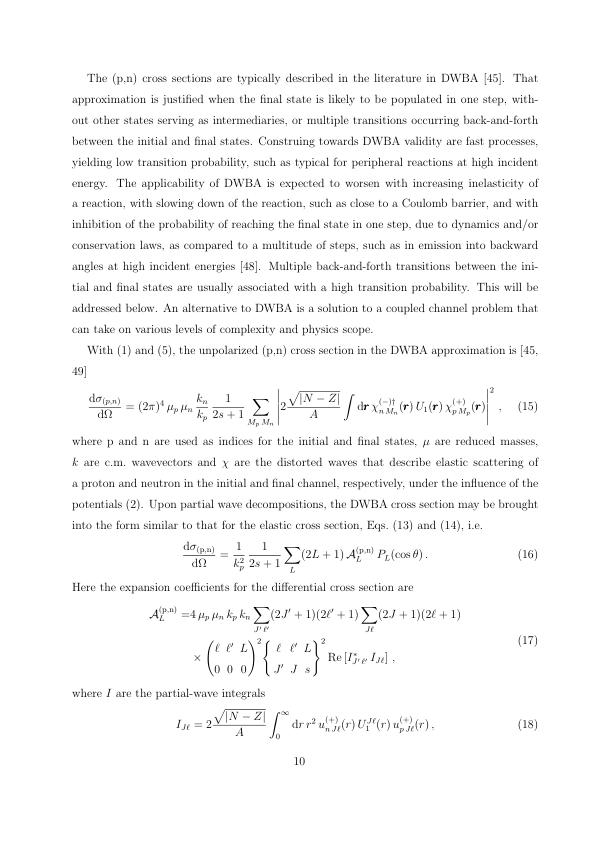 The (p,n) cross sections are typically described in the literature in DWBA [45]. That
approximation is justified when the final state is likely to be populated in one step, with-
out other states serving as intermediaries, or multiple transitions occurring back-and-forth
between the initial and final states. Construing towards DWBA validity are fast processes,
yielding low transition probability, such as typical for peripheral reactions at high incident
energy. The applicability of DWBA is expected to worsen with increasing inelasticity of
a reaction, with slowing down of the reaction, such as close to a Coulomb barrier, and with
inhibition of the probability of reaching the final state in one step, due to dynamics and/or
conservation laws, as compared to a multitude of steps, such as in emission into backward
angles at high incident energies [48]. Multiple back-and-forth transitions between the ini-
tial and final states are usually associated with a high transition probability. This will be
addressed below. An alternative to DWBA is a solution to a coupled channel problem that
can take on various levels of complexity and physics scope.
With (1) and (5), the unpolarized (p,n) cross section in the DWBA approximation is [45,
49]
\frac{d\sigma_{(p,n)}}{d\Omega} = (2\pi)^4 \mu_p \mu_n \frac{k_n}{k_p} \frac{1}{2s+1} \sum_{M_p M_n} \left| 2 \frac{\sqrt{|N-Z|}}{A} \int d\boldsymbol{r} \, \chi^{(-)\dagger}_{n M_n}(\boldsymbol{r}) \, U_1(\boldsymbol{r}) \, \chi^{(+)}_{p M_p}(\boldsymbol{r}) \right|^2 , (15)
where p and n are used as indices for the initial and final states, μ are reduced masses,
k are c.m. wavevectors and χ are the distorted waves that describe elastic scattering of
a proton and neutron in the initial and final channel, respectively, under the influence of the
potentials (2). Upon partial wave decompositions, the DWBA cross section may be brought
into the form similar to that for the elastic cross section, Eqs. (13) and (14), i.e.
\frac{d\sigma_{(p,n)}}{d\Omega} = \frac{1}{k_p^2} \frac{1}{2s+1} \sum_L (2L+1) \mathcal{A}_L^{(p,n)} P_L(\cos\theta) . (16)
Here the expansion coefficients for the differential cross section are
\mathcal{A}_L^{(p,n)} = 4 \mu_p \mu_n k_p k_n \sum_{J' \ell'} (2J'+1)(2\ell'+1) \sum_{J\ell} (2J+1)(2\ell+1)
\times \begin{pmatrix} \ell & \ell' & L \\ 0 & 0 & 0 \end{pmatrix}^2 \begin{Bmatrix} \ell & \ell' & L \\ J' & J & s \end{Bmatrix}^2 \text{Re} \left[ I^*_{J'\ell'} I_{J\ell} \right] , (17)
where I are the partial-wave integrals
I_{J\ell} = 2 \frac{\sqrt{|N-Z|}}{A} \int_0^\infty dr \, r^2 \, u^{(+)}_{n J\ell}(r) \, U_1^{J\ell}(r) \, u^{(+)}_{p J\ell}(r) , (18)
10